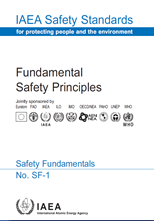 IAEA Safety Standards
for protecting people and the environment
Fundamental
Safety Principles
Jointly sponsored by
Euratom FAO IAEA ILO IMO OECD/NEA PAHO UNEP WHO
IAEA
WHO
Safety Fundamentals
No. SF-1
IAEA
International Atomic Energy Agency